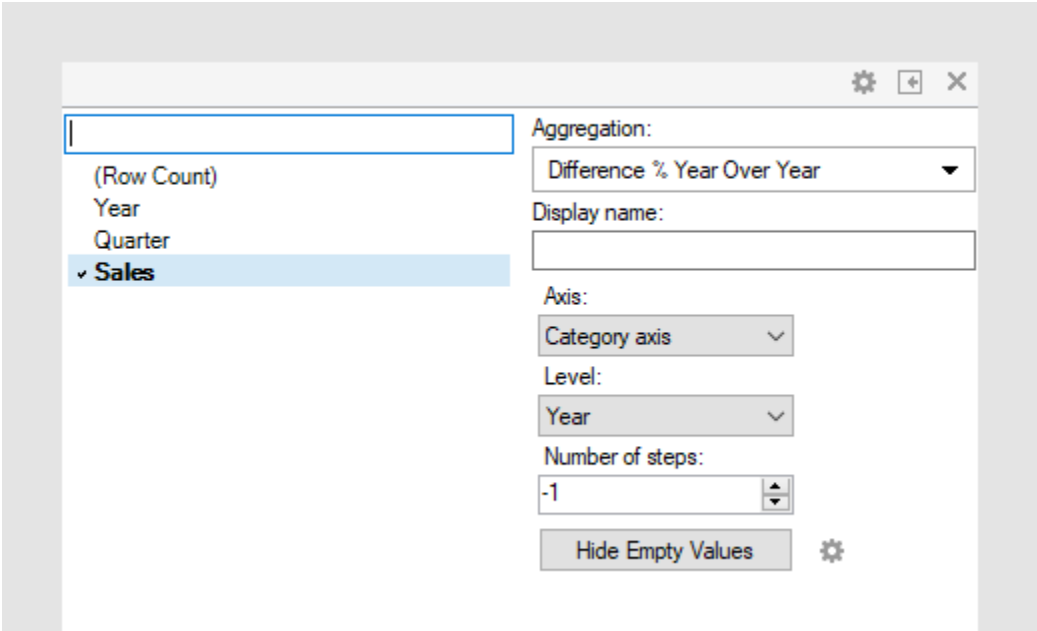 (Row Count)
Year
Quarter
Sales
Aggregation:
Difference % Year Over Year
Display name:
Axis:
Category axis
Level:
Year
Number of steps:
-1
Hide Empty Values